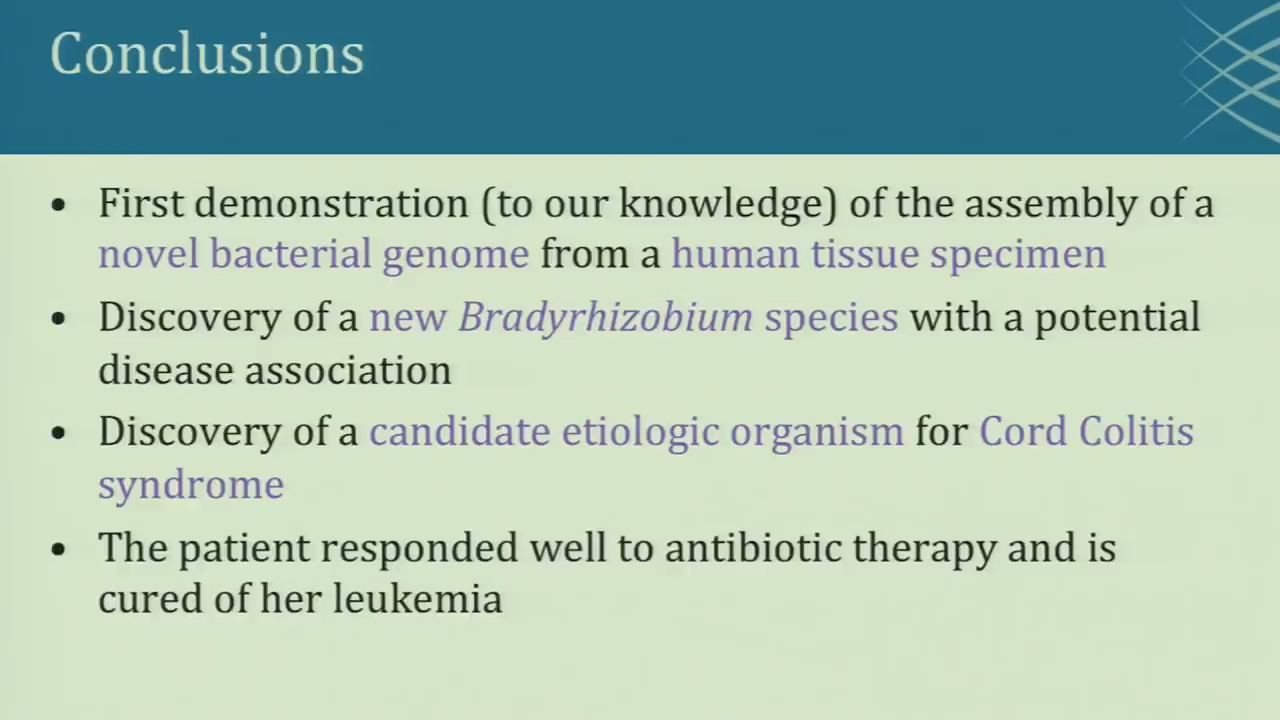 Conclusions
• First demonstration (to our knowledge) of the assembly of a
novel bacterial genome from a human tissue specimen
• Discovery of a new Bradyrhizobium species with a potential
disease association
• Discovery of a candidate etiologic organism for Cord Colitis
syndrome
• The patient responded well to antibiotic therapy and is
cured of her leukemia